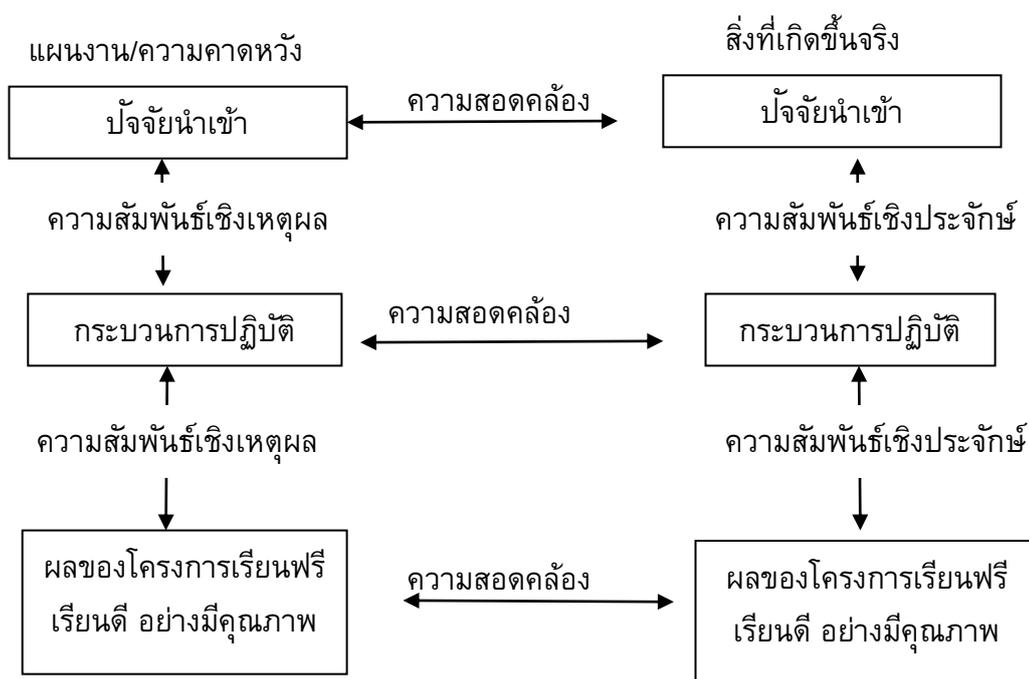 แผนงาน/ความคาดหวัง
สิ่งที่เกิดขึ้นจริง
ปัจจัยนำเข้า
ความสอดคล้อง
ปัจจัยนำเข้า
ความสัมพันธ์เชิงเหตุผล
ความสัมพันธ์เชิงประจักษ์
กระบวนการปฏิบัติ
ความสอดคล้อง
กระบวนการปฏิบัติ
ความสัมพันธ์เชิงเหตุผล
ความสัมพันธ์เชิงประจักษ์
ผลของโครงการเรียนฟรี
เรียนดี อย่างมีคุณภาพ
ความสอดคล้อง
ผลของโครงการเรียนฟรี
เรียนดี อย่างมีคุณภาพ